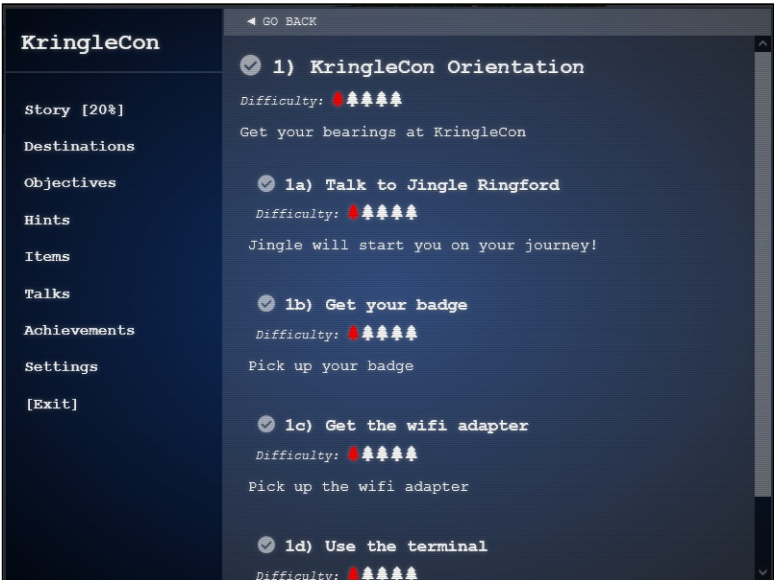 KringleCon
Story [20%]
Destinations
Objectives
Hints
Items
Talks
Achievements
Settings
[Exit]
◄ GO BACK
1) KringleCon Orientation
Difficulty:
Get your bearings at KringleCon
1a) Talk to Jingle Ringford
Difficulty:
Jingle will start you on your journey!
1b) Get your badge
Difficulty:
Pick up your badge
1c) Get the wifi adapter
Difficulty:
Pick up the wifi adapter
1d) Use the terminal
Difficulty: